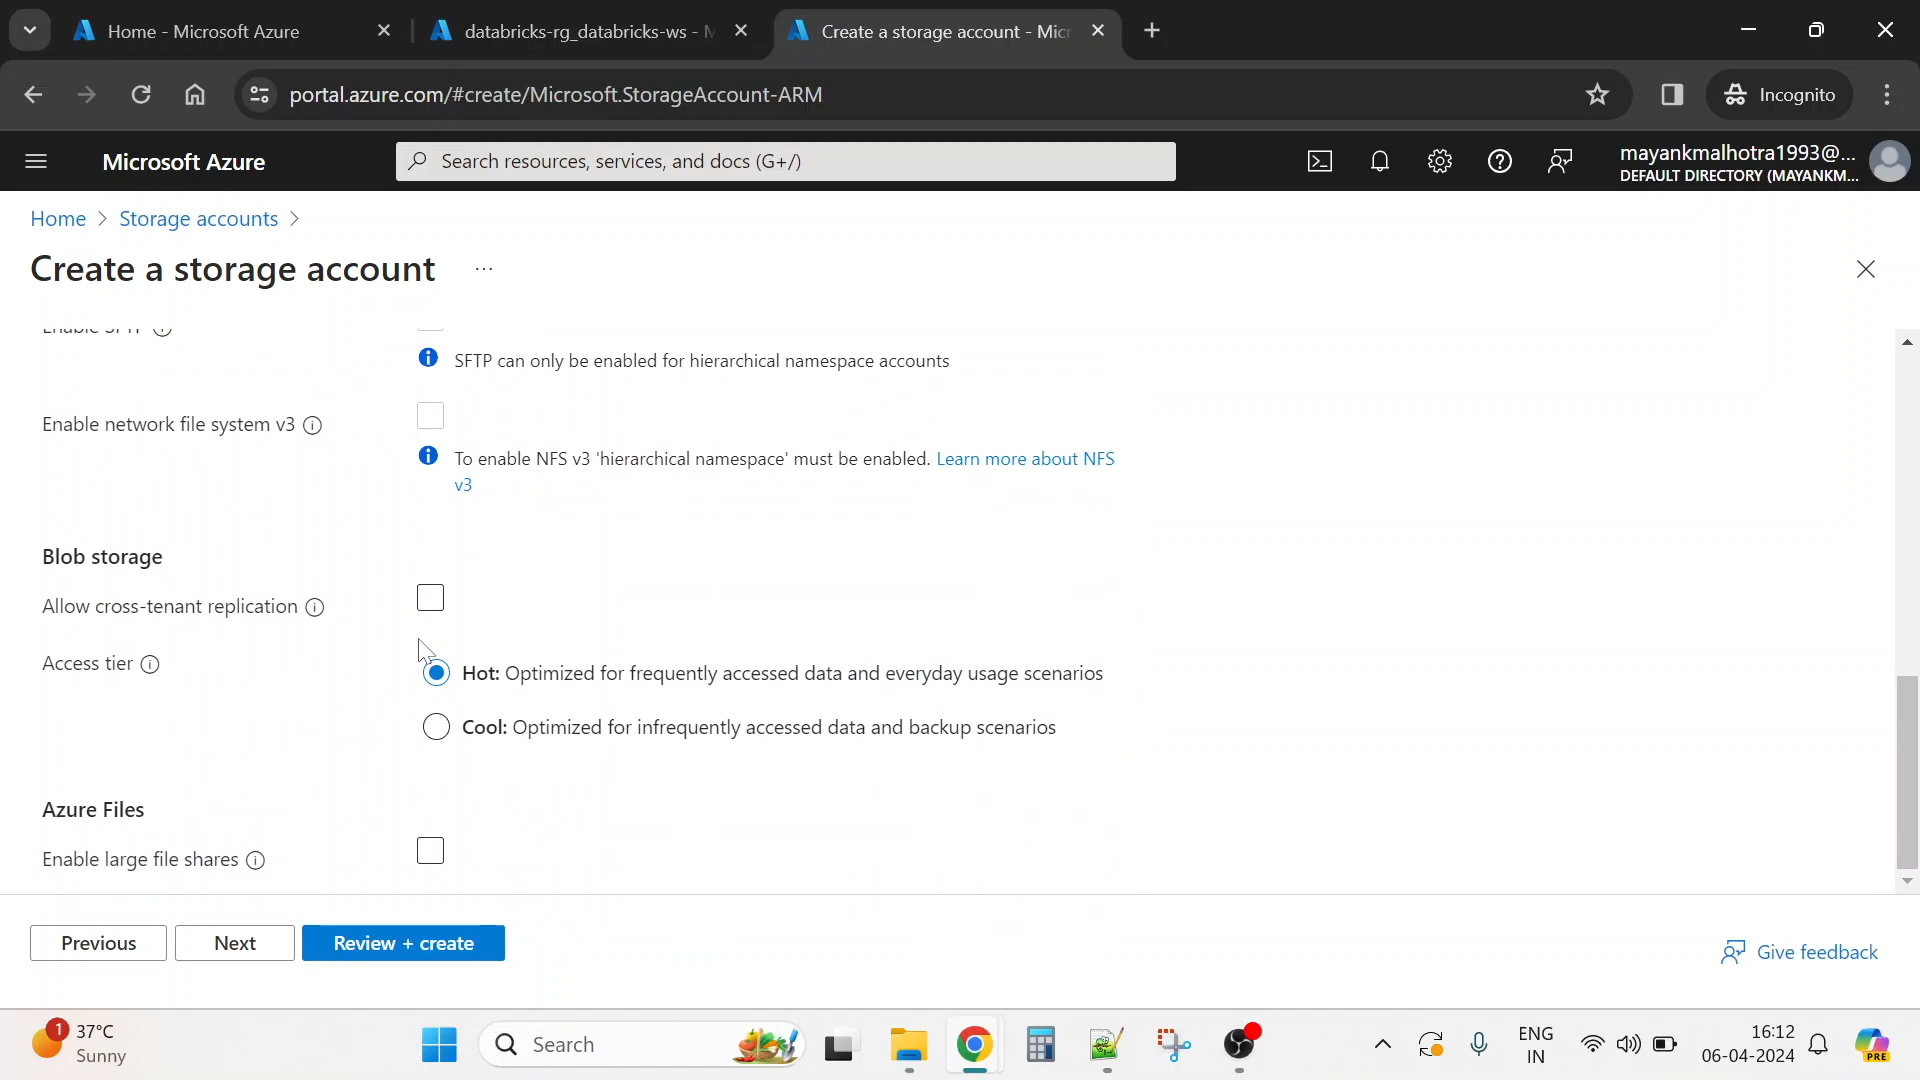 Home - Microsoft Azure
databricks-rg_databricks-ws - M
Create a storage account - Micr
portal.azure.com/#create/Microsoft.StorageAccount-ARM
Incognito
Microsoft Azure
Search resources, services, and docs (G+/)
mayankmalhotra1993@...
DEFAULT DIRECTORY (MAYANKM...
Home > Storage accounts >
Create a storage account ...
SFTP can only be enabled for hierarchical namespace accounts
Enable network file system v3
To enable NFS v3 'hierarchical namespace' must be enabled. Learn more about NFS
v3
Blob storage
Allow cross-tenant replication
Access tier
Hot: Optimized for frequently accessed data and everyday usage scenarios
Cool: Optimized for infrequently accessed data and backup scenarios
Azure Files
Enable large file shares
Previous
Next
Review + create
Give feedback
1
37°C
Sunny
Search
ENG
IN
16:12
06-04-2024
PRE